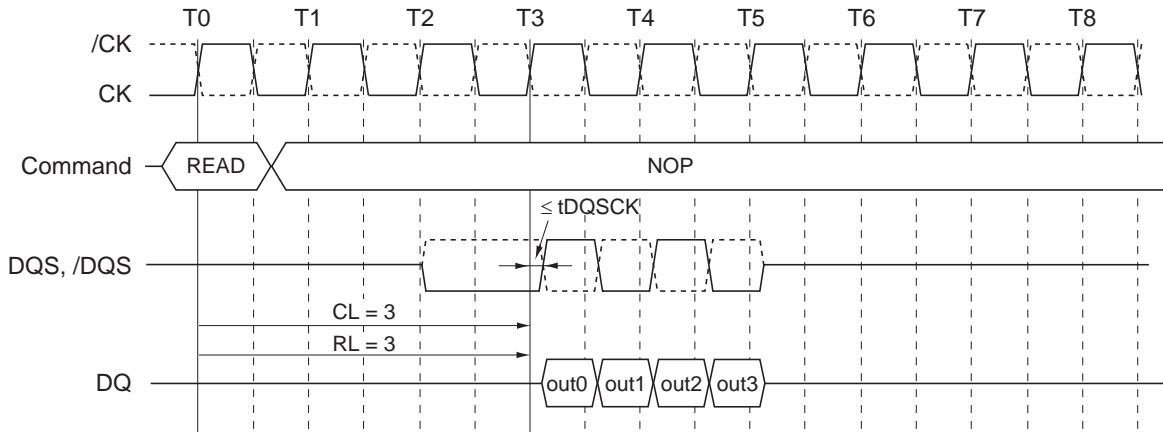 T0 T1 T2 T3 T4 T5 T6 T7 T8
/CK
CK
Command READ NOP
≤ tDQSCK
DQS, /DQS
CL = 3
RL = 3
DQ out0 out1 out2 out3